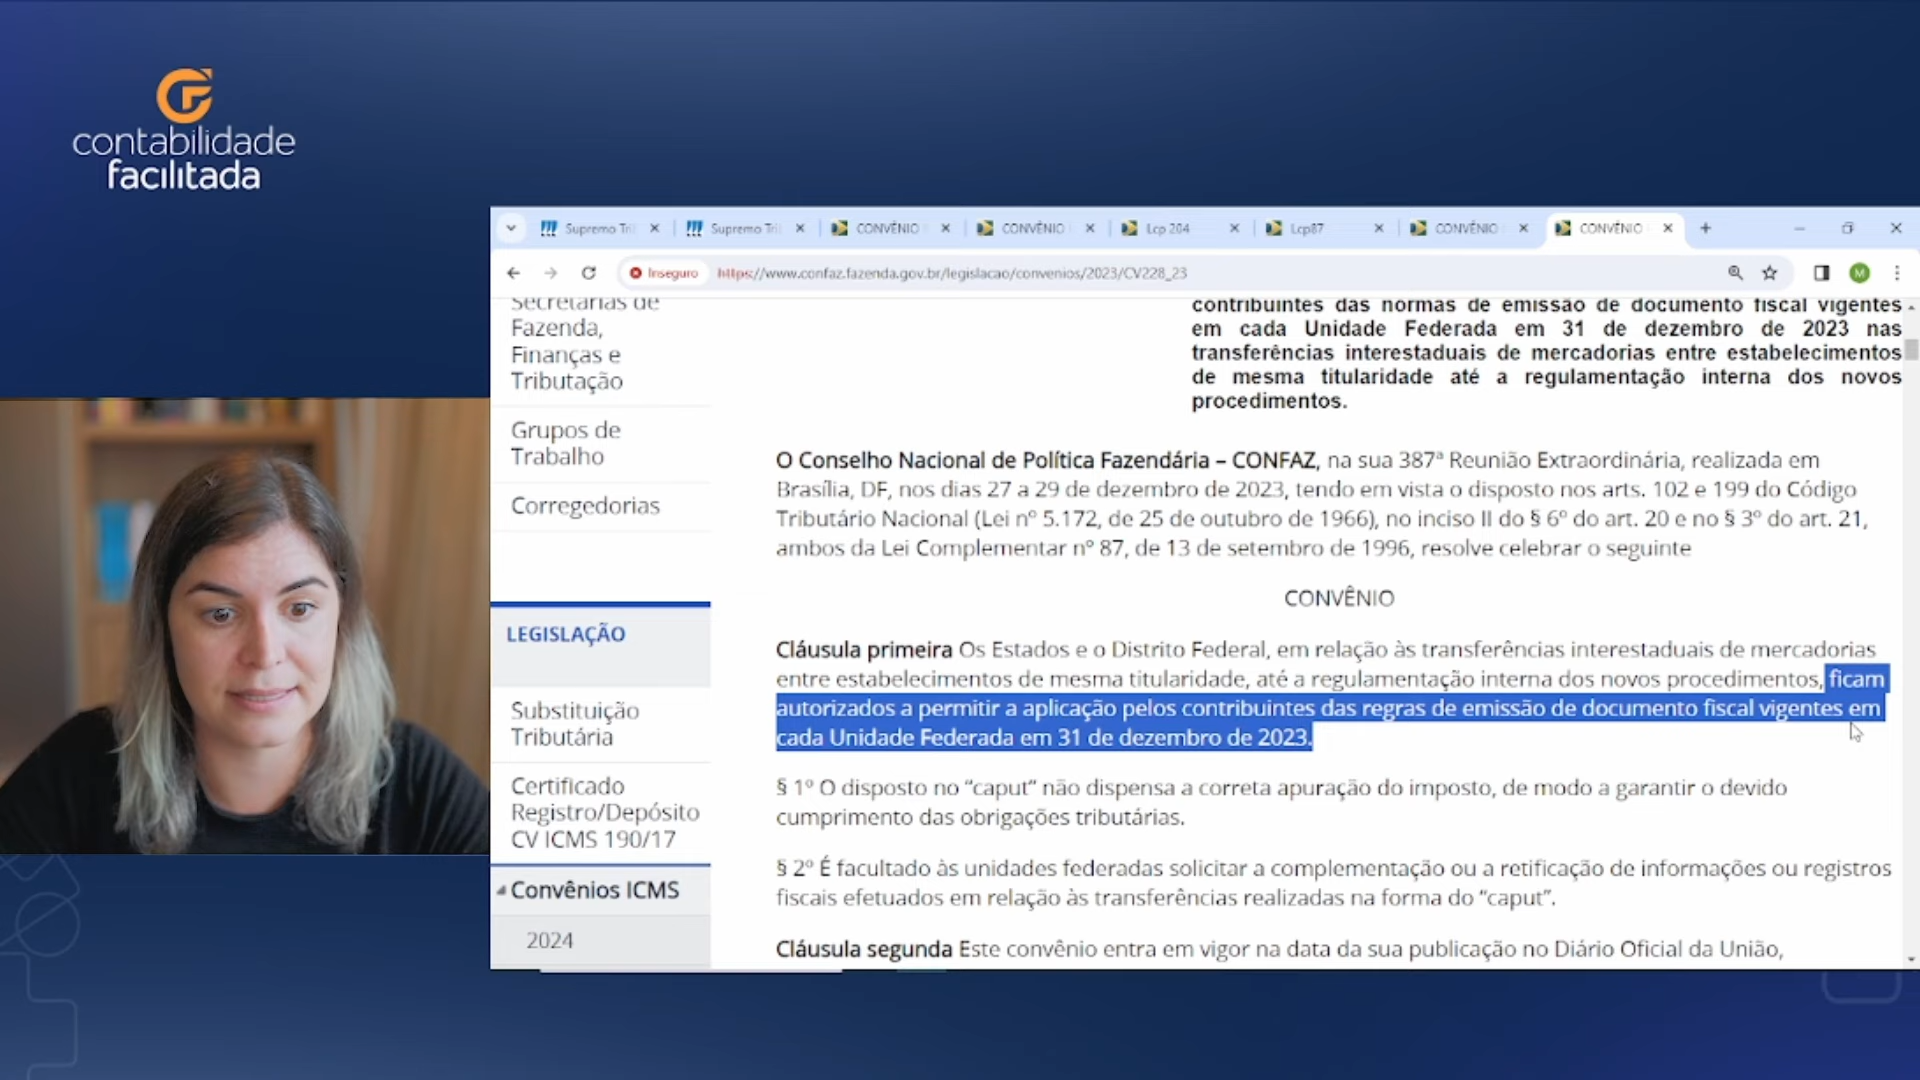 contabilidade
facilitada
Supremo Tri
Supremo Tri
CONVÊNIO
CONVÊNIO
Lcp 204
Lcp87
CONVÊNIO
CONVÊNIO
Inseguro
https://www.confaz.fazenda.gov.br/legislacao/convenios/2023/CV228_23
M
Secretarias de
Fazenda,
Finanças e
Tributação
Grupos de
Trabalho
Corregedorias
LEGISLAÇÃO
Substituição
Tributária
Certificado
Registro/Depósito
CV ICMS 190/17
Convênios ICMS
2024
contribuintes das normas de emissão de documento fiscal vigentes
em cada Unidade Federada em 31 de dezembro de 2023 nas
transferências interestaduais de mercadorias entre estabelecimentos
de mesma titularidade até a regulamentação interna dos novos
procedimentos.
O Conselho Nacional de Política Fazendária – CONFAZ, na sua 387ª Reunião Extraordinária, realizada em
Brasília, DF, nos dias 27 a 29 de dezembro de 2023, tendo em vista o disposto nos arts. 102 e 199 do Código
Tributário Nacional (Lei nº 5.172, de 25 de outubro de 1966), no inciso II do § 6º do art. 20 e no § 3º do art. 21,
ambos da Lei Complementar nº 87, de 13 de setembro de 1996, resolve celebrar o seguinte
CONVÊNIO
Cláusula primeira Os Estados e o Distrito Federal, em relação às transferências interestaduais de mercadorias
entre estabelecimentos de mesma titularidade, até a regulamentação interna dos novos procedimentos, ficam
autorizados a permitir a aplicação pelos contribuintes das regras de emissão de documento fiscal vigentes em
cada Unidade Federada em 31 de dezembro de 2023.
§ 1º O disposto no “caput” não dispensa a correta apuração do imposto, de modo a garantir o devido
cumprimento das obrigações tributárias.
§ 2º É facultado às unidades federadas solicitar a complementação ou a retificação de informações ou registros
fiscais efetuados em relação às transferências realizadas na forma do “caput”.
Cláusula segunda Este convênio entra em vigor na data da sua publicação no Diário Oficial da União,